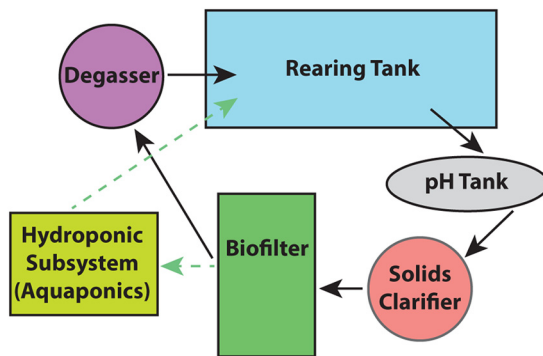 Degasser
Rearing Tank
pH Tank
Hydroponic
Subsystem
(Aquaponics)
Biofilter
Solids
Clarifier